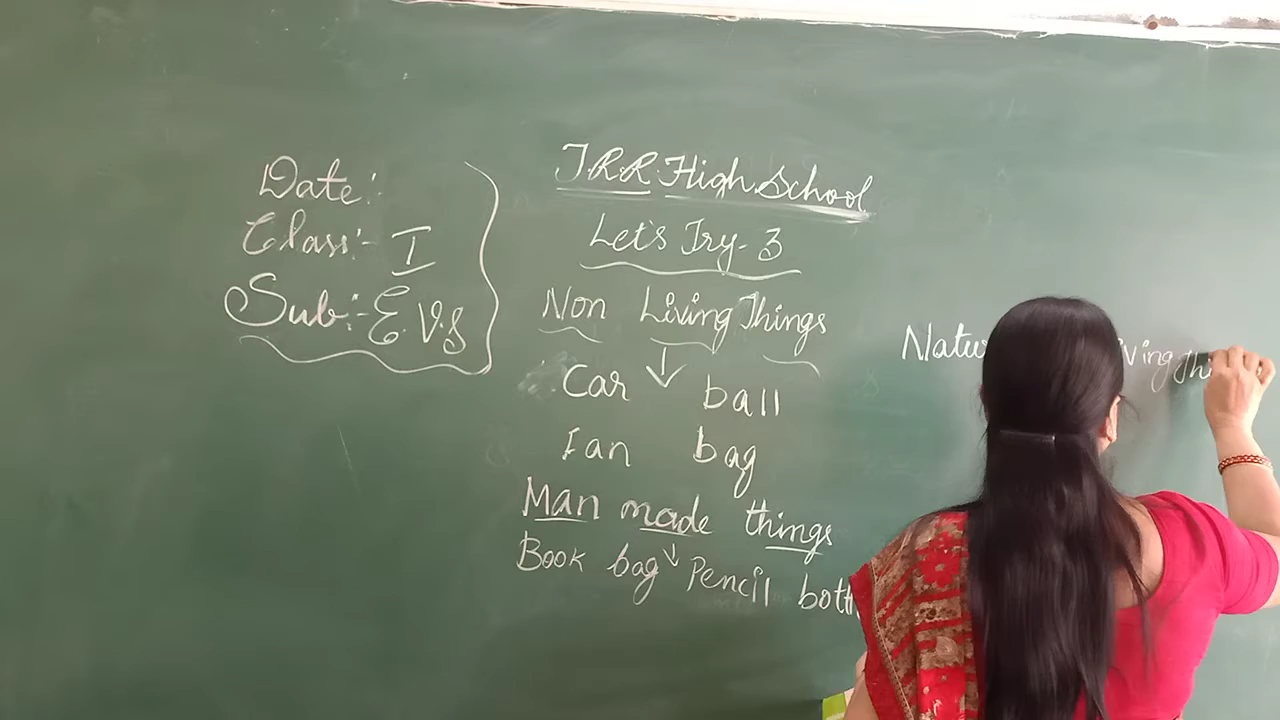 Date:-
Class:- I
Sub:- E.V.S
T.R.R. High School
Let's Try - 3
Non Living Things
Car ball
Fan bag
Man made things
Book bag Pencil